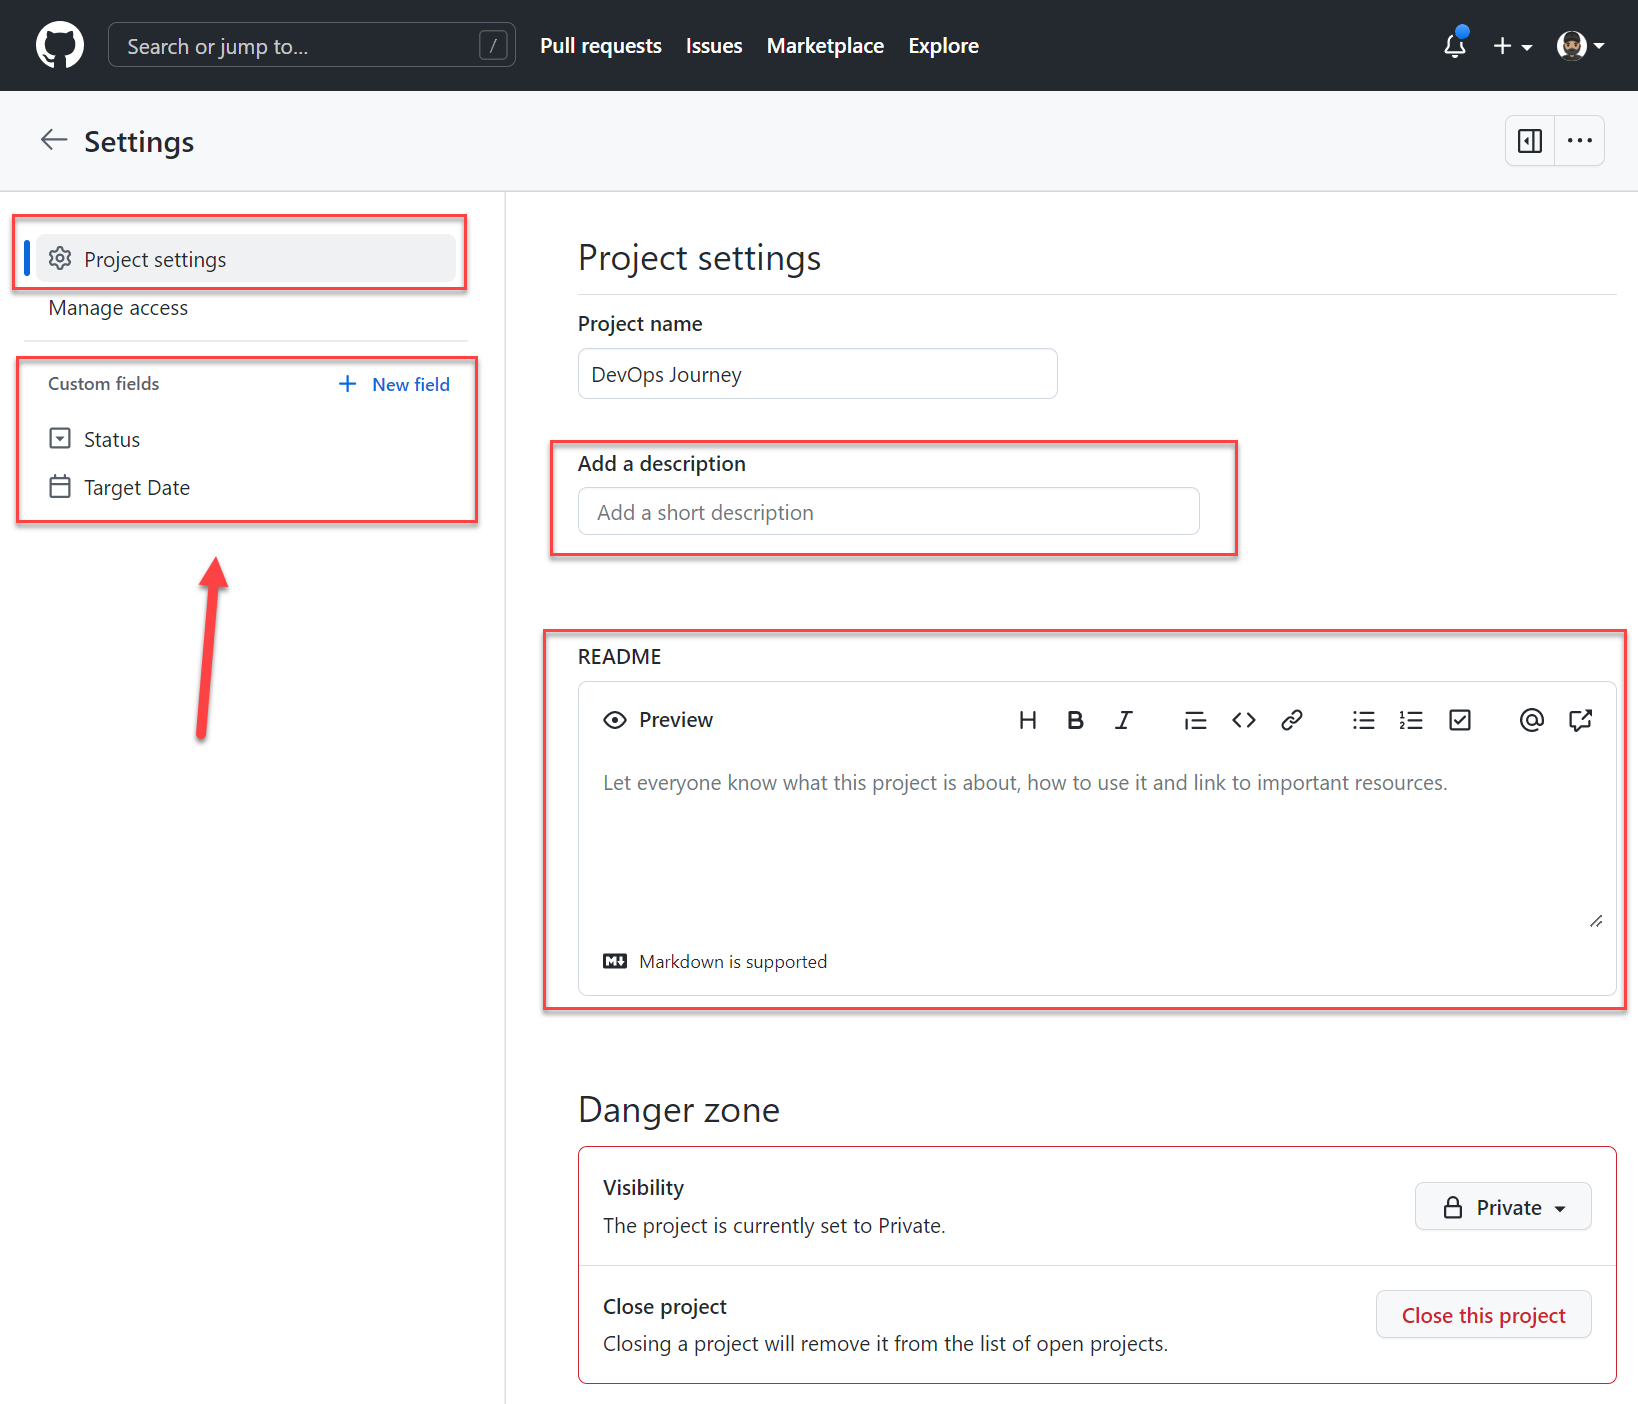 Search or jump to... /
Pull requests Issues Marketplace Explore
Settings
Project settings
Manage access
Custom fields
New field
Status
Target Date
Project settings
Project name
DevOps Journey
Add a description
Add a short description
README
Preview
Let everyone know what this project is about, how to use it and link to important resources.
Markdown is supported
Danger zone
Visibility
The project is currently set to Private.
Private
Close project
Closing a project will remove it from the list of open projects.
Close this project